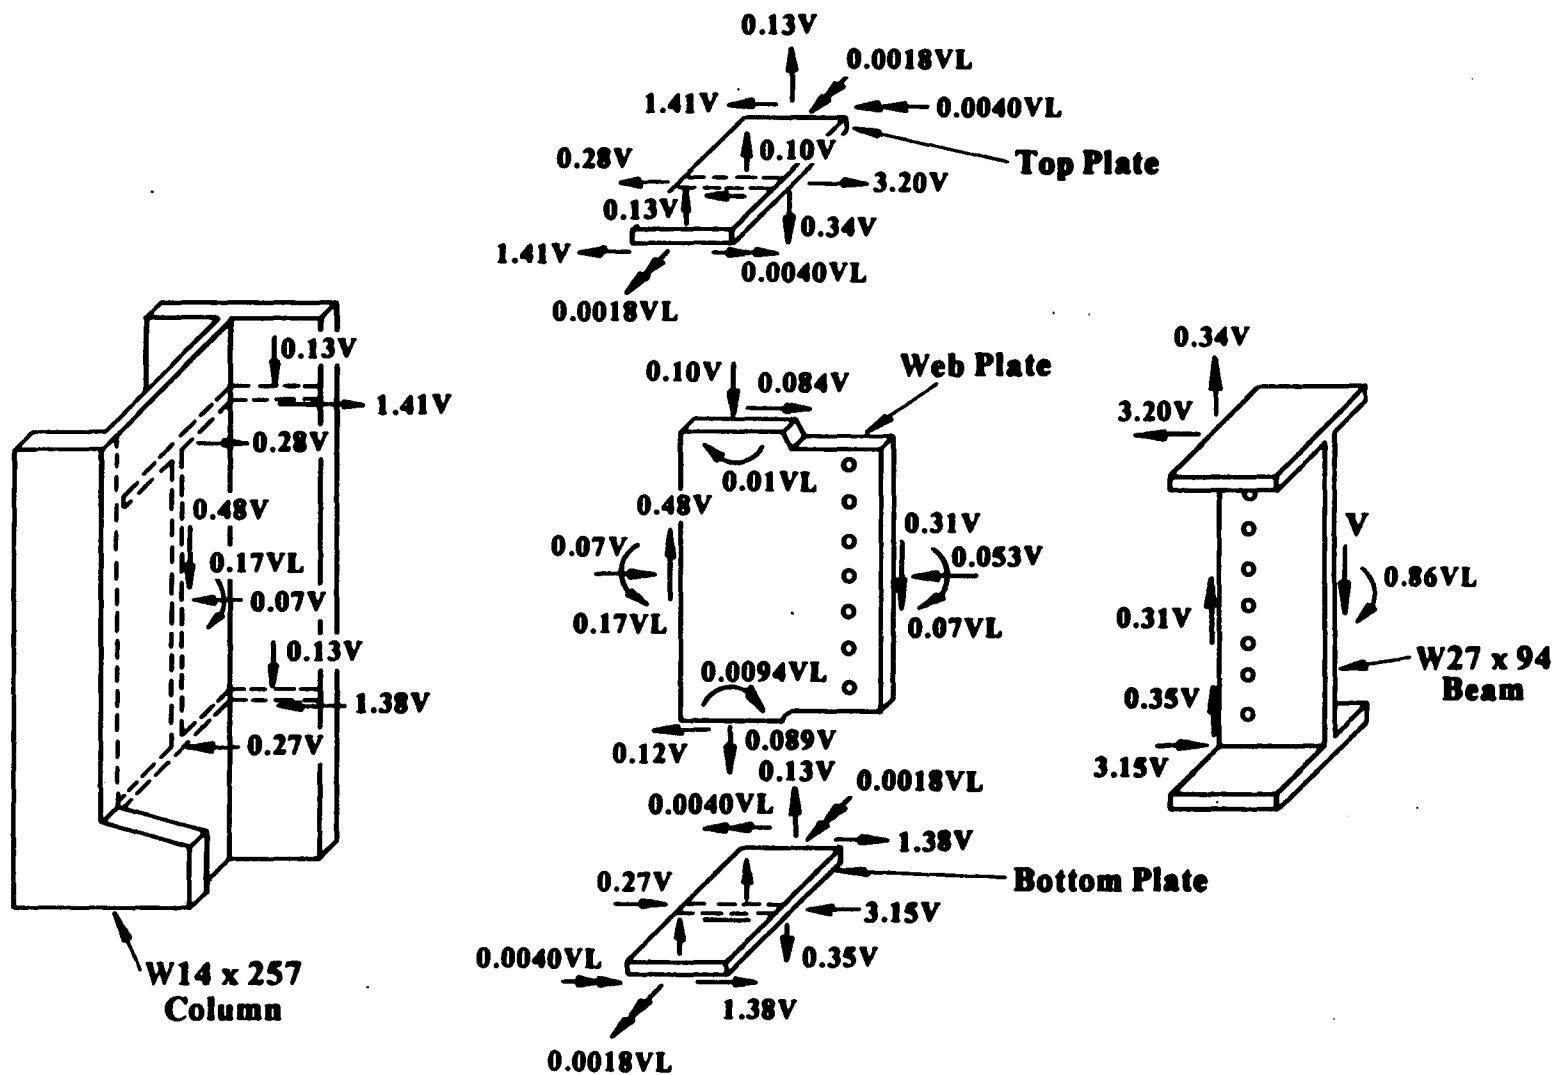 0.13V
0.0018VL
1.41V
0.0040VL
0.10V
Top Plate
0.28V
3.20V
0.13V
0.34V
1.41V
0.0040VL
0.0018VL
0.13V
1.41V
0.28V
0.48V
0.17VL
0.07V
0.13V
1.38V
0.27V
W14 x 257
Column
0.10V
0.084V
Web Plate
0.01VL
0.48V
0.31V
0.07V
0.053V
0.17VL
0.07VL
0.0094VL
0.12V
0.089V
0.13V
0.0018VL
0.0040VL
1.38V
0.27V
Bottom Plate
3.15V
0.0040VL
0.35V
1.38V
0.0018VL
0.34V
3.20V
V
0.86VL
0.31V
0.35V
W27 x 94
Beam
3.15V